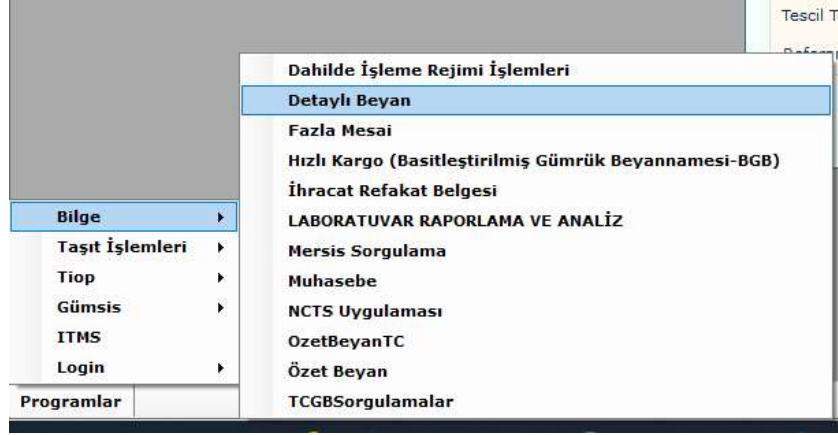 Tescil T
Dahilde İşleme Rejimi İşlemleri
Detaylı Beyan
Fazla Mesai
Hızlı Kargo (Basitleştirilmiş Gümrük Beyannamesi-BGB)
İhracat Refakat Belgesi
LABORATUVAR RAPORLAMA VE ANALİZ
Mersis Sorgulama
Muhasebe
NCTS Uygulaması
OzetBeyanTC
Özet Beyan
TCGBSorgulamalar
Bilge
Taşıt İşlemleri
Tiop
Gümsis
ITMS
Login
Programlar